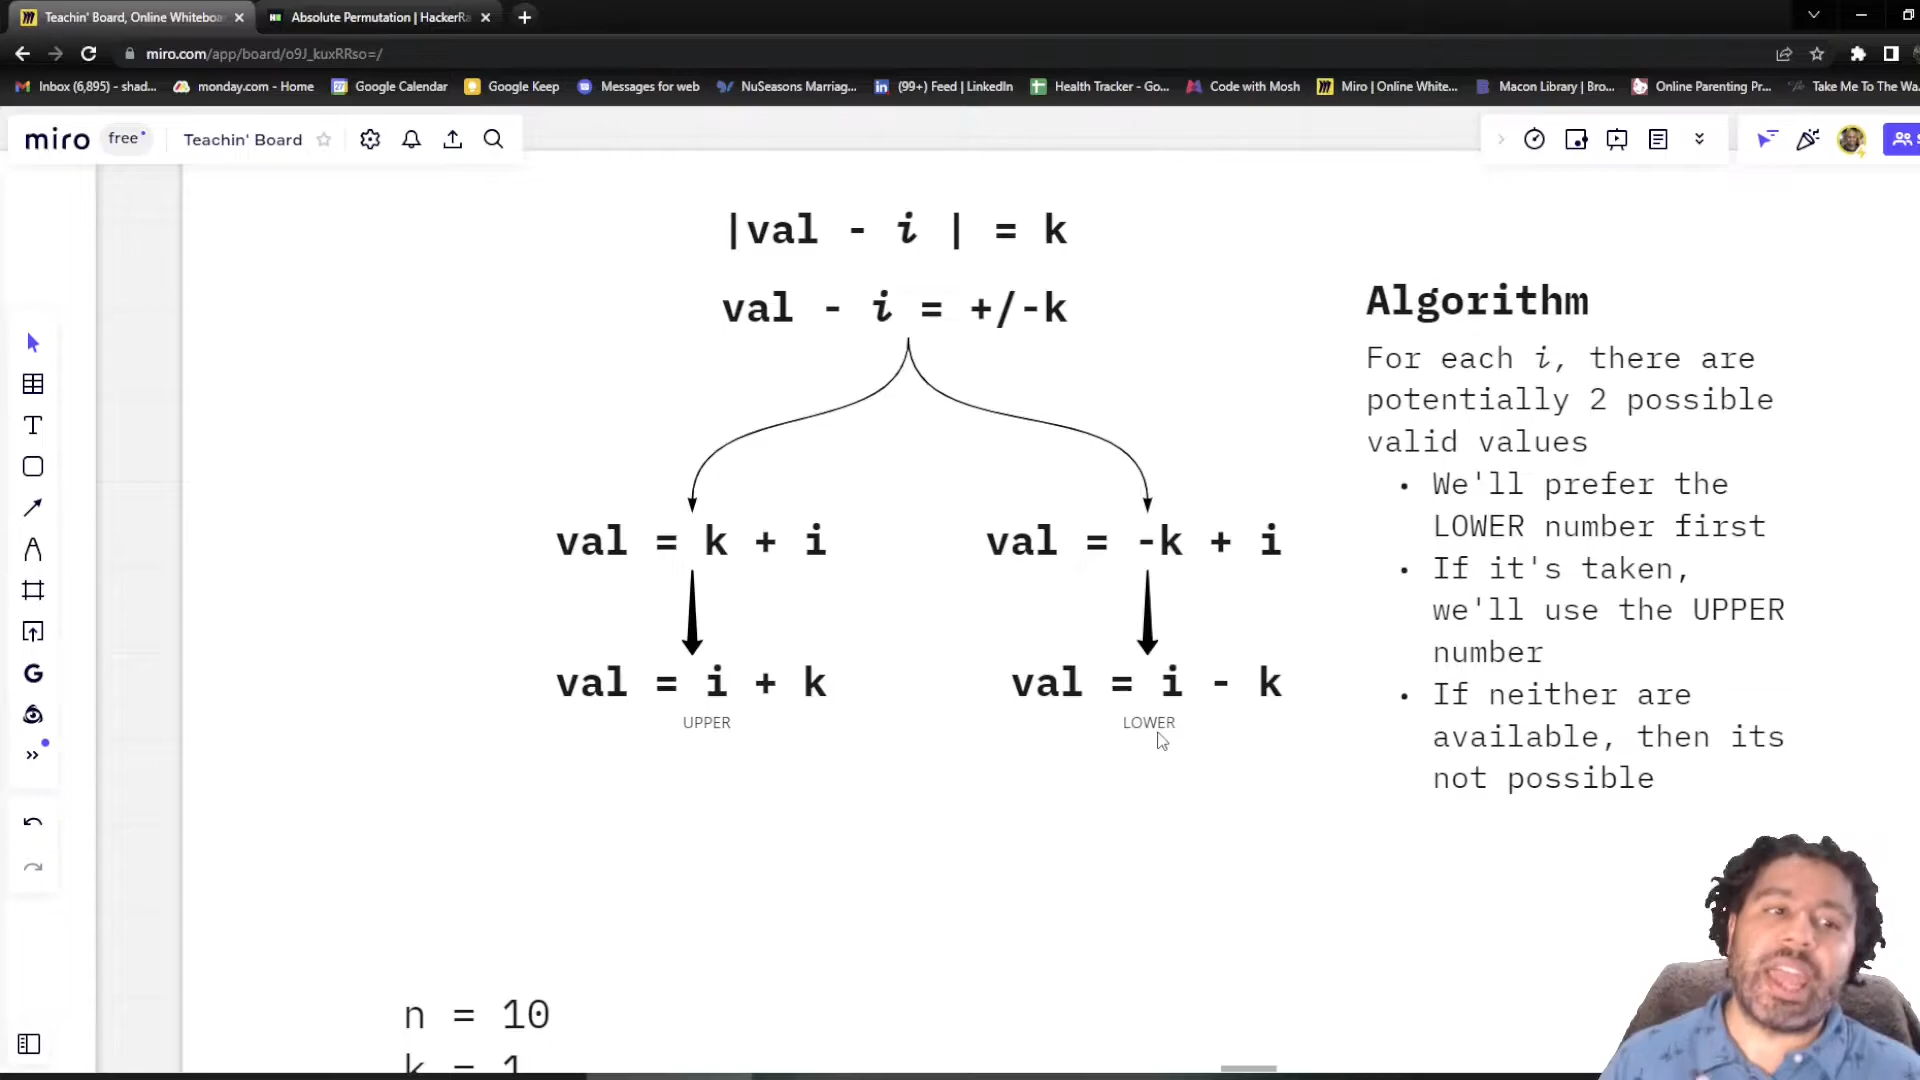 Teachin' Board, Online Whiteboa
Absolute Permutation | HackerRa
miro.com/app/board/o9J_kuxRRso=/
Inbox (6,895) - shad...
monday.com - Home
Google Calendar
Google Keep
Messages for web
NuSeasons Marriag...
(99+) Feed | LinkedIn
Health Tracker - Go...
Code with Mosh
Miro | Online White...
Macon Library | Bro...
Online Parenting Pr...
Take Me To The Wa
miro
free
Teachin' Board
|val - i | = k
val - i = +/-k
val = k + i
val = -k + i
val = i + k
val = i - k
UPPER
LOWER
Algorithm
For each i, there are
potentially 2 possible
valid values
• We'll prefer the
LOWER number first
• If it's taken,
we'll use the UPPER
number
• If neither are
available, then its
not possible
n = 10
k = 1